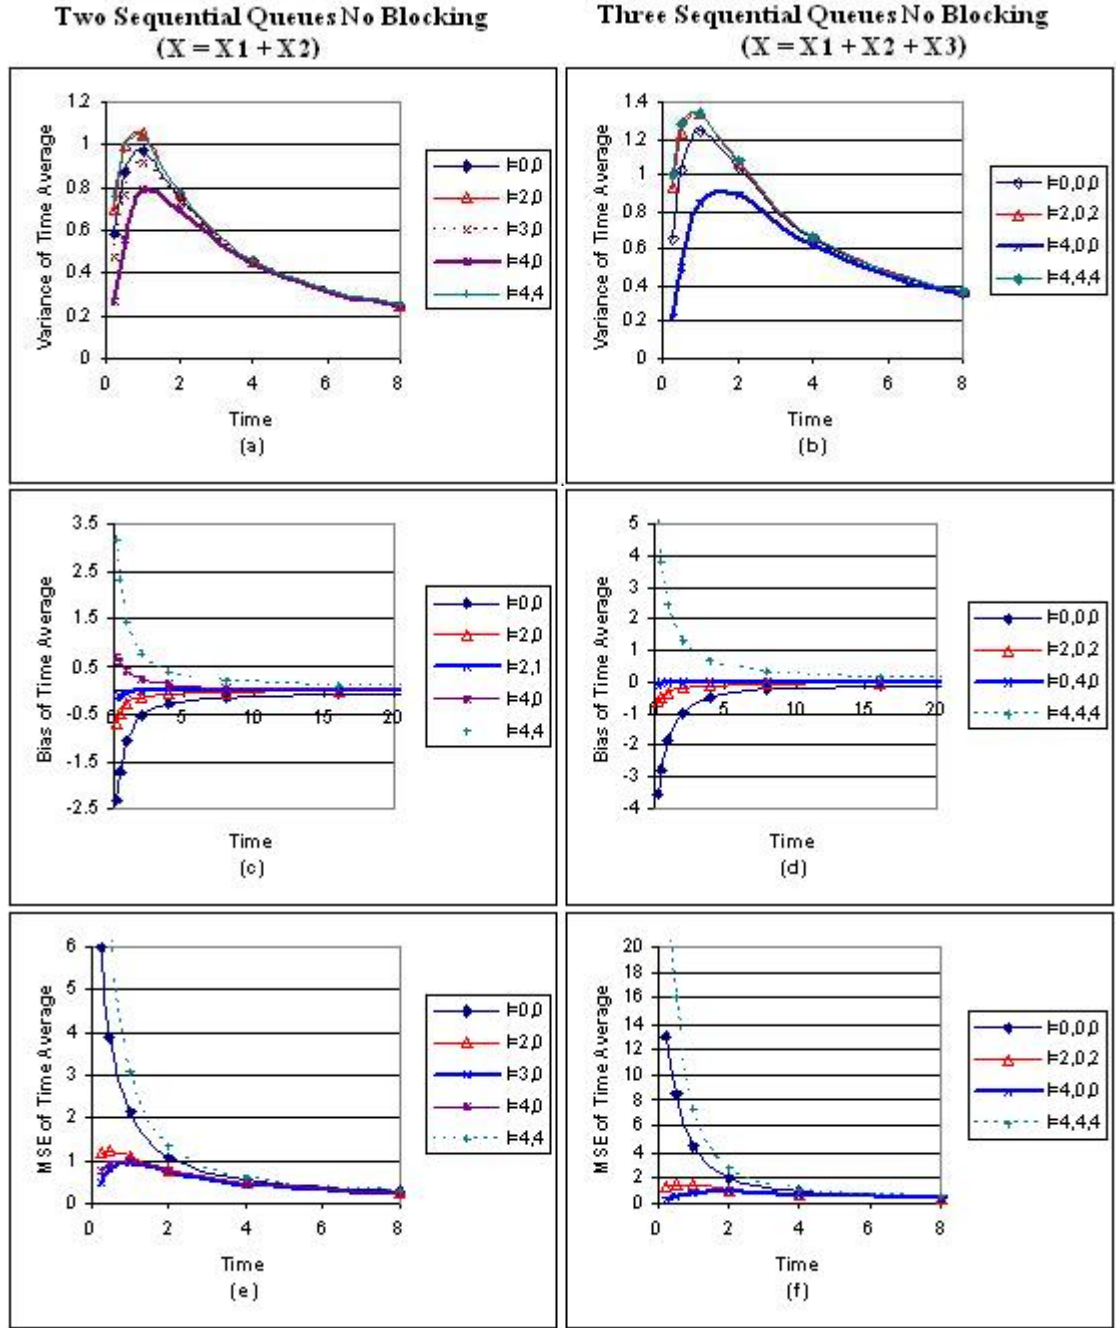 Two Sequential Queues No Blocking
(X = X1 + X2)
Three Sequential Queues No Blocking
(X = X1 + X2 + X3)
Variance of Time Average
1.2
1
0.8
0.6
0.4
0.2
0
0 2 4 6 8
Time
(a)
I=0,0
I=2,0
I=3,0
I=4,0
I=4,4
Variance of Time Average
1.4
1.2
1
0.8
0.6
0.4
0.2
0
0 2 4 6 8
Time
(b)
I=0,0,0
I=2,0,2
I=4,0,0
I=4,4,4
Bias of Time Average
3.5
2.5
1.5
0.5
-0.5
-1.5
-2.5
0 5 10 15 20
Time
(c)
I=0,0
I=2,0
I=2,1
I=4,0
I=4,4
Bias of Time Average
5
4
3
2
1
0
-1
-2
-3
-4
0 5 10 15 20
Time
(d)
I=0,0,0
I=2,0,2
I=0,4,0
I=4,4,4
MSE of Time Average
6
5
4
3
2
1
0
0 2 4 6 8
Time
(e)
I=0,0
I=2,0
I=3,0
I=4,0
I=4,4
MSE of Time Average
20
18
16
14
12
10
8
6
4
2
0
0 2 4 6 8
Time
(f)
I=0,0,0
I=2,0,2
I=4,0,0
I=4,4,4